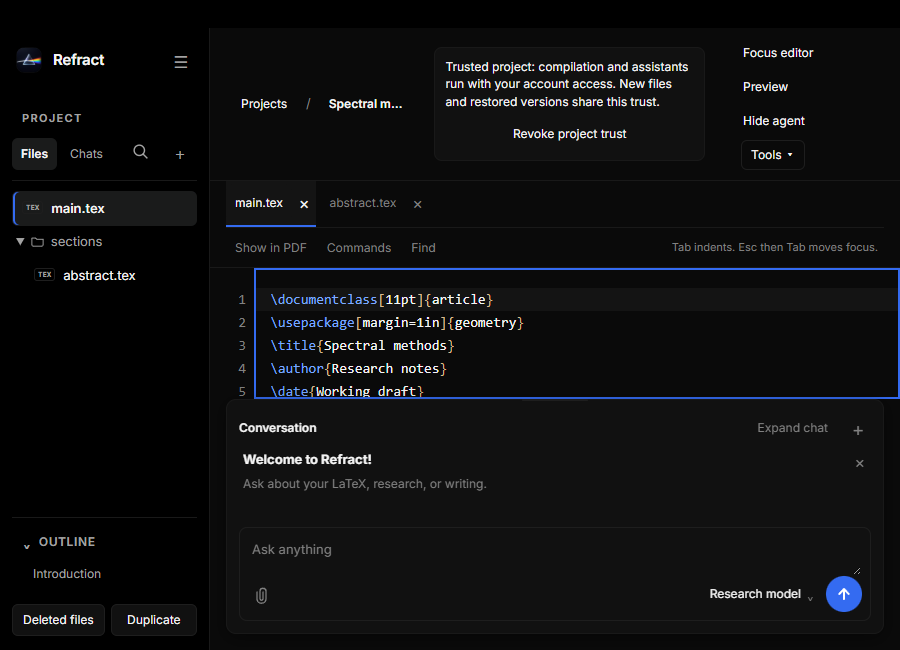 Refract
PROJECT
Files
Chats
+
TEX main.tex
sections
TEX abstract.tex
OUTLINE
Introduction
Deleted files
Duplicate
Projects / Spectral m...
Trusted project: compilation and assistants
run with your account access. New files
and restored versions share this trust.
Revoke project trust
Focus editor
Preview
Hide agent
Tools
main.tex ×
abstract.tex ×
Show in PDF
Commands
Find
Tab indents. Esc then Tab moves focus.
1 \documentclass[11pt]{article}
2 \usepackage[margin=1in]{geometry}
3 \title{Spectral methods}
4 \author{Research notes}
5 \date{Working draft}
Conversation
Expand chat
+
Welcome to Refract!
×
Ask about your LaTeX, research, or writing.
Ask anything
Research model